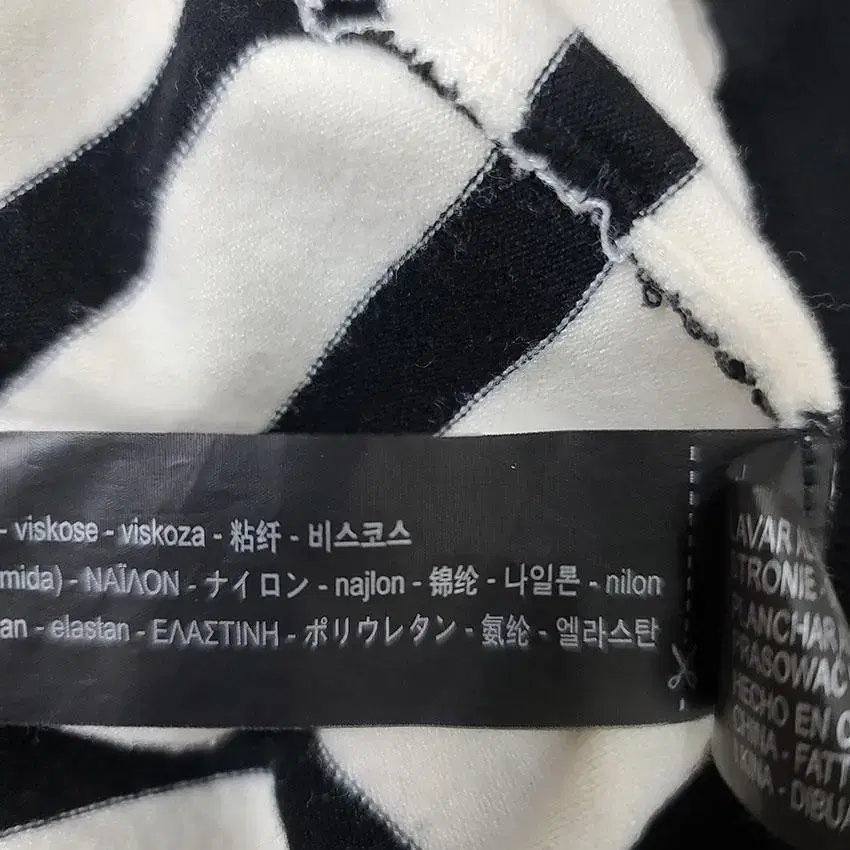 - viskose - viskoza - 粘纤 - 비스코스
mida) - ΝΑΪΛΟΝ - ナイロン - najlon - 锦纶 - 나일론 - nilon
an - elastan - ΕΛΑΣΤΙΝΗ - ポリウレタン - 氨纶 - 엘라스탄
LAVAR
STRONIE
PLANCHAR
PRASOWAĆ
HECHO EN C
CHINA - FATT
KINA - DIBUA